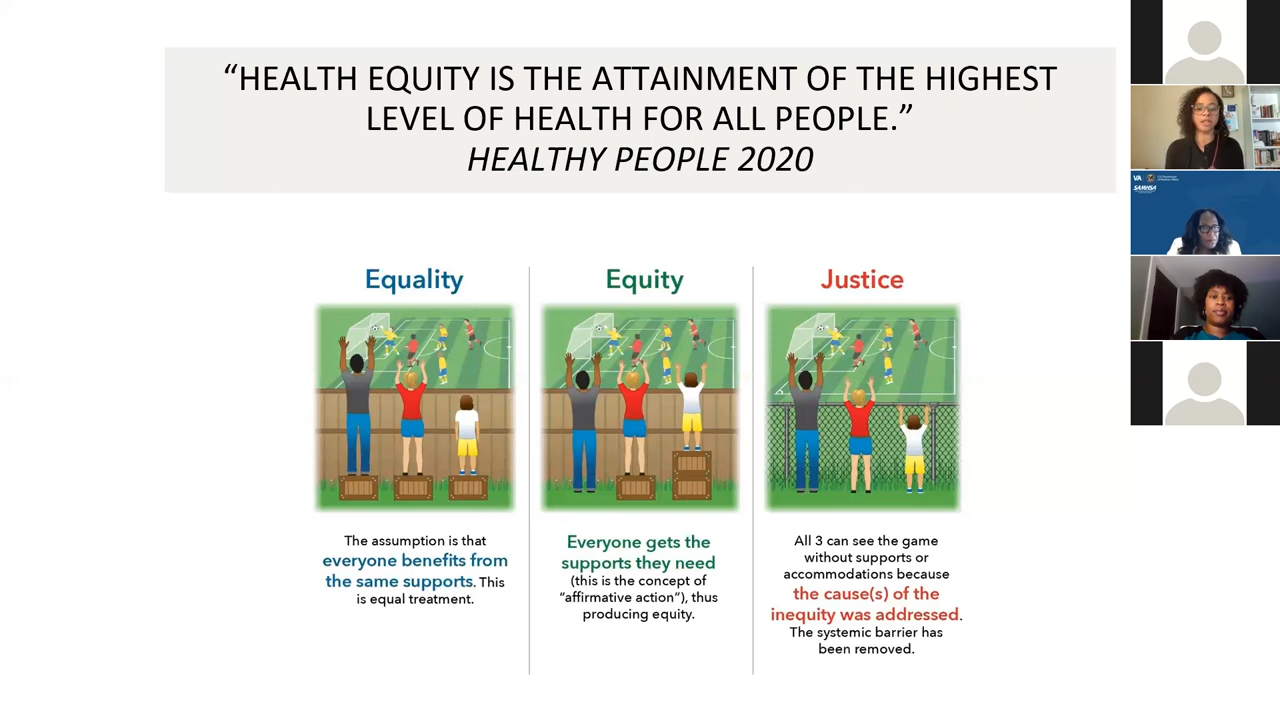 “HEALTH EQUITY IS THE ATTAINMENT OF THE HIGHEST
LEVEL OF HEALTH FOR ALL PEOPLE.”
HEALTHY PEOPLE 2020
Equality
The assumption is that
everyone benefits from
the same supports. This
is equal treatment.
Equity
Everyone gets the
supports they need
(this is the concept of
“affirmative action”), thus
producing equity.
Justice
All 3 can see the game
without supports or
accommodations because
the cause(s) of the
inequity was addressed.
The systemic barrier has
been removed.
VA
SAMHSA